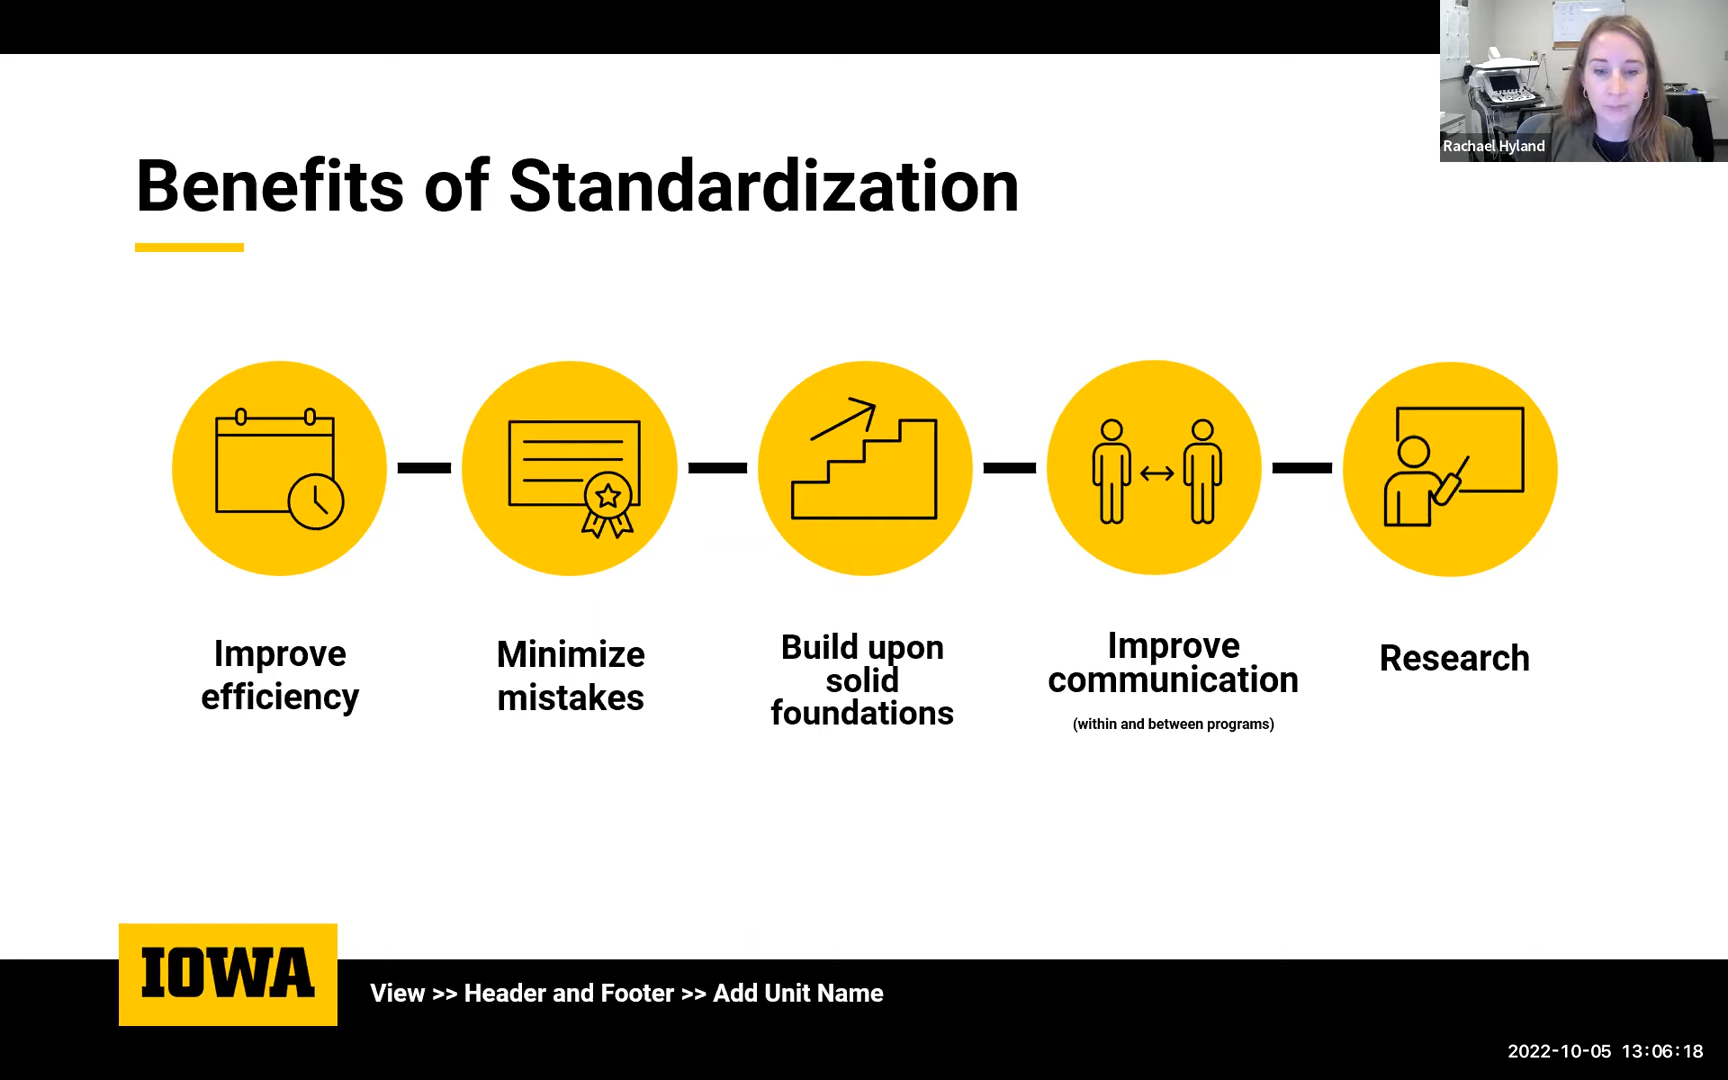 Rachael Hyland
Benefits of Standardization
Improve
efficiency
Minimize
mistakes
Build upon
solid
foundations
Improve
communication
(within and between programs)
Research
IOWA
View >> Header and Footer >> Add Unit Name
2022-10-05 13:06:18